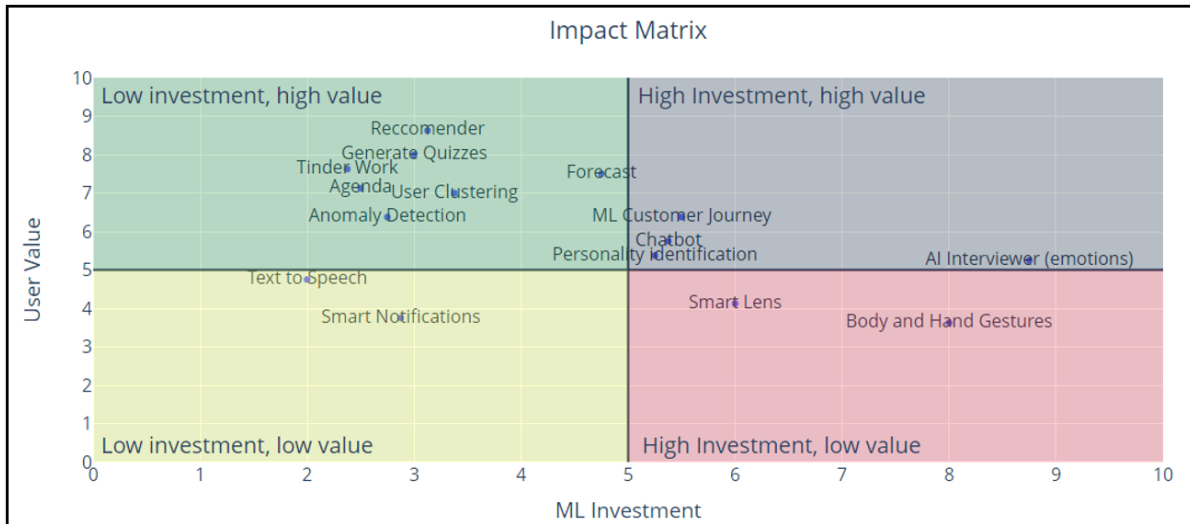 Impact Matrix
10
9
8
7
6
5
4
3
2
1
0
User Value
Low investment, high value
High Investment, high value
Reccomender
Generate Quizzes
Tinder Work
Forecast
Agenda
User Clustering
Anomaly Detection
ML Customer Journey
Chatbot
Personality identification
AI Interviewer (emotions)
Text to Speech
Smart Lens
Smart Notifications
Body and Hand Gestures
Low investment, low value
High Investment, low value
0 1 2 3 4 5 6 7 8 9 10
ML Investment